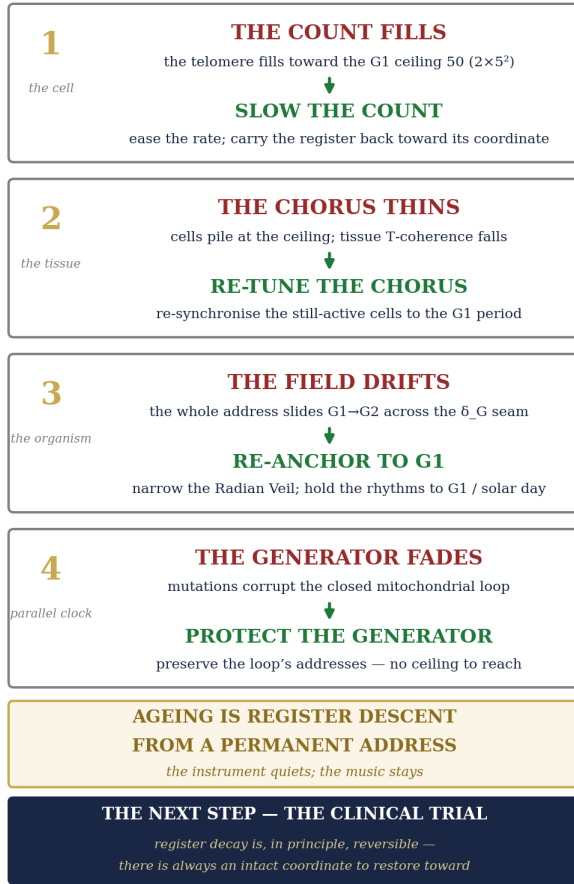 1
the cell
THE COUNT FILLS
the telomere fills toward the G1 ceiling 50 (2×5²)
SLOW THE COUNT
ease the rate; carry the register back toward its coordinate
2
the tissue
THE CHORUS THINS
cells pile at the ceiling; tissue T-coherence falls
RE-TUNE THE CHORUS
re-synchronise the still-active cells to the G1 period
3
the organism
THE FIELD DRIFTS
the whole address slides G1→G2 across the δ_G seam
RE-ANCHOR TO G1
narrow the Radian Veil; hold the rhythms to G1 / solar day
4
parallel clock
THE GENERATOR FADES
mutations corrupt the closed mitochondrial loop
PROTECT THE GENERATOR
preserve the loop’s addresses — no ceiling to reach
AGEING IS REGISTER DESCENT
FROM A PERMANENT ADDRESS
the instrument quiets; the music stays
THE NEXT STEP — THE CLINICAL TRIAL
register decay is, in principle, reversible —
there is always an intact coordinate to restore toward